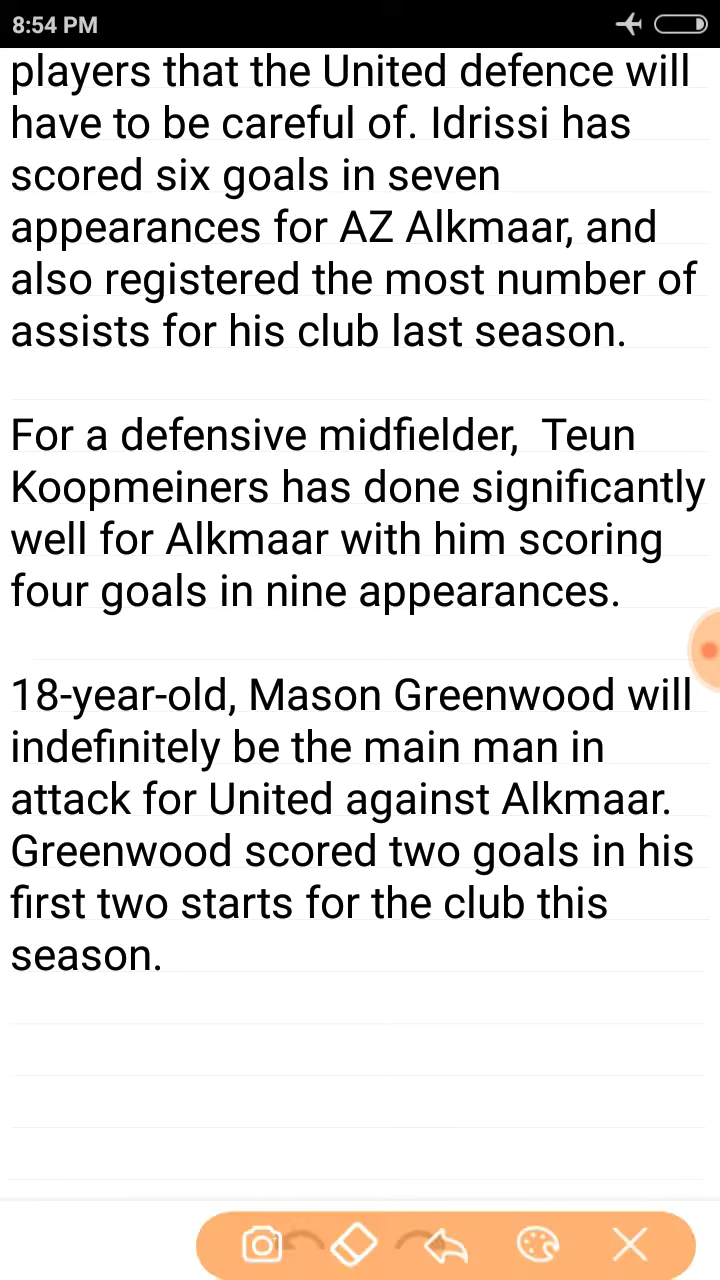 8:54 PM
players that the United defence will
have to be careful of. Idrissi has
scored six goals in seven
appearances for AZ Alkmaar, and
also registered the most number of
assists for his club last season.
For a defensive midfielder,  Teun
Koopmeiners has done significantly
well for Alkmaar with him scoring
four goals in nine appearances.
18-year-old, Mason Greenwood will
indefinitely be the main man in
attack for United against Alkmaar.
Greenwood scored two goals in his
first two starts for the club this
season.